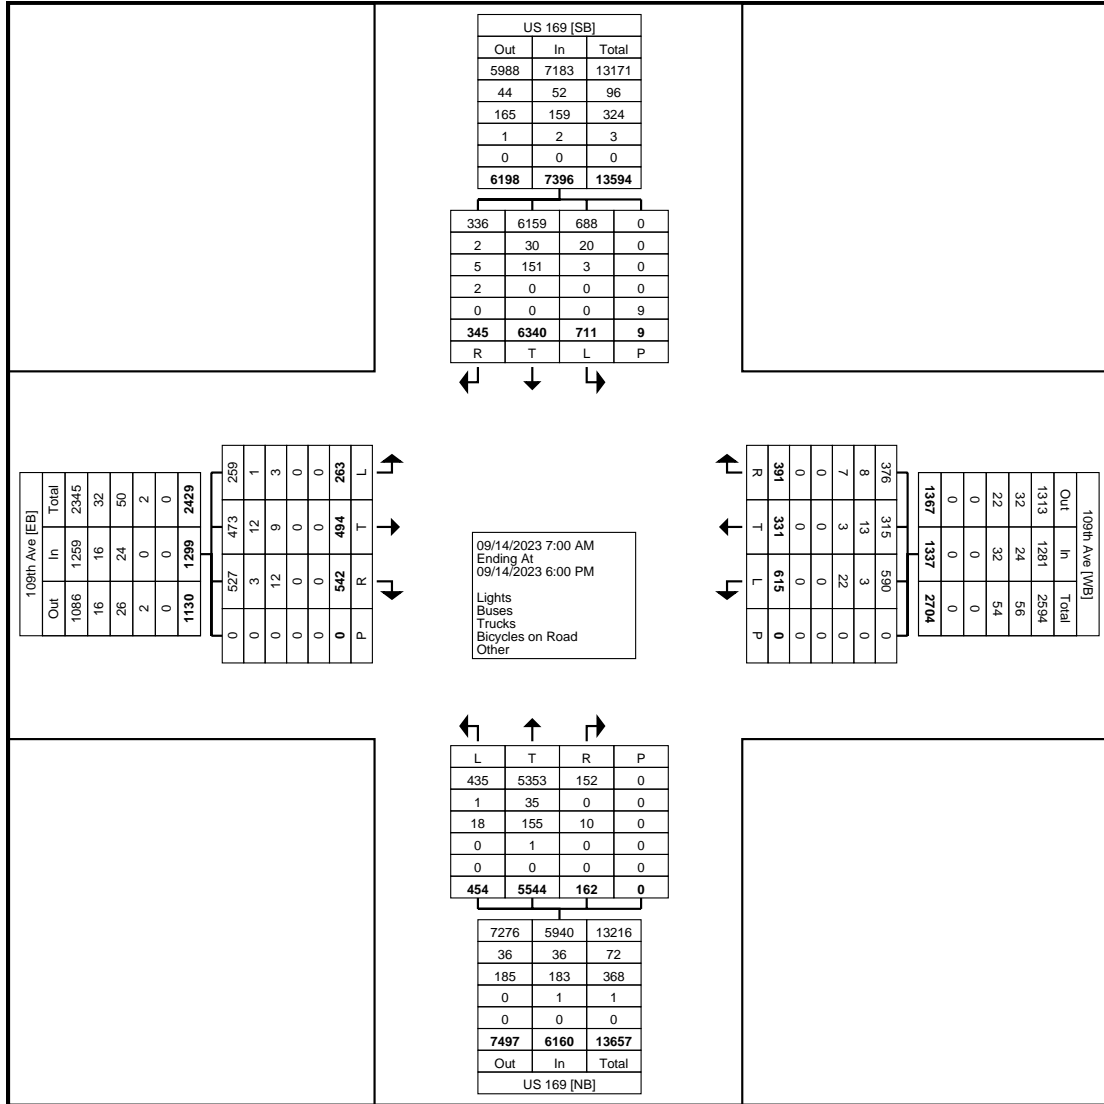 US 169 [SB]
Out In Total
5988 7183 13171
44 52 96
165 159 324
1 2 3
0 0 0
6198 7396 13594
336 6159 688 0
2 30 20 0
5 151 3 0
2 0 0 0
0 0 0 9
345 6340 711 9
R T L P
109th Ave [EB]
Total 2345 32 50 2 0 2429
In 1259 16 24 0 0 1299
Out 1086 16 26 2 0 1130
259 1 3 0 0 263 L
473 12 9 0 0 494 T
527 3 12 0 0 542 R
0 0 0 0 0 0 P
09/14/2023 7:00 AM
Ending At
09/14/2023 6:00 PM
Lights
Buses
Trucks
Bicycles on Road
Other
R 391 0 0 7 8 376
T 331 0 0 3 13 315
L 615 0 0 22 3 590
P 0 0 0 0 0 0
109th Ave [WB]
Out In Total
1313 1281 2594
32 24 56
22 32 54
0 0 0
0 0 0
1367 1337 2704
L T R P
435 5353 152 0
1 35 0 0
18 155 10 0
0 1 0 0
0 0 0 0
454 5544 162 0
7276 5940 13216
36 36 72
185 183 368
0 1 1
0 0 0
7497 6160 13657
Out In Total
US 169 [NB]